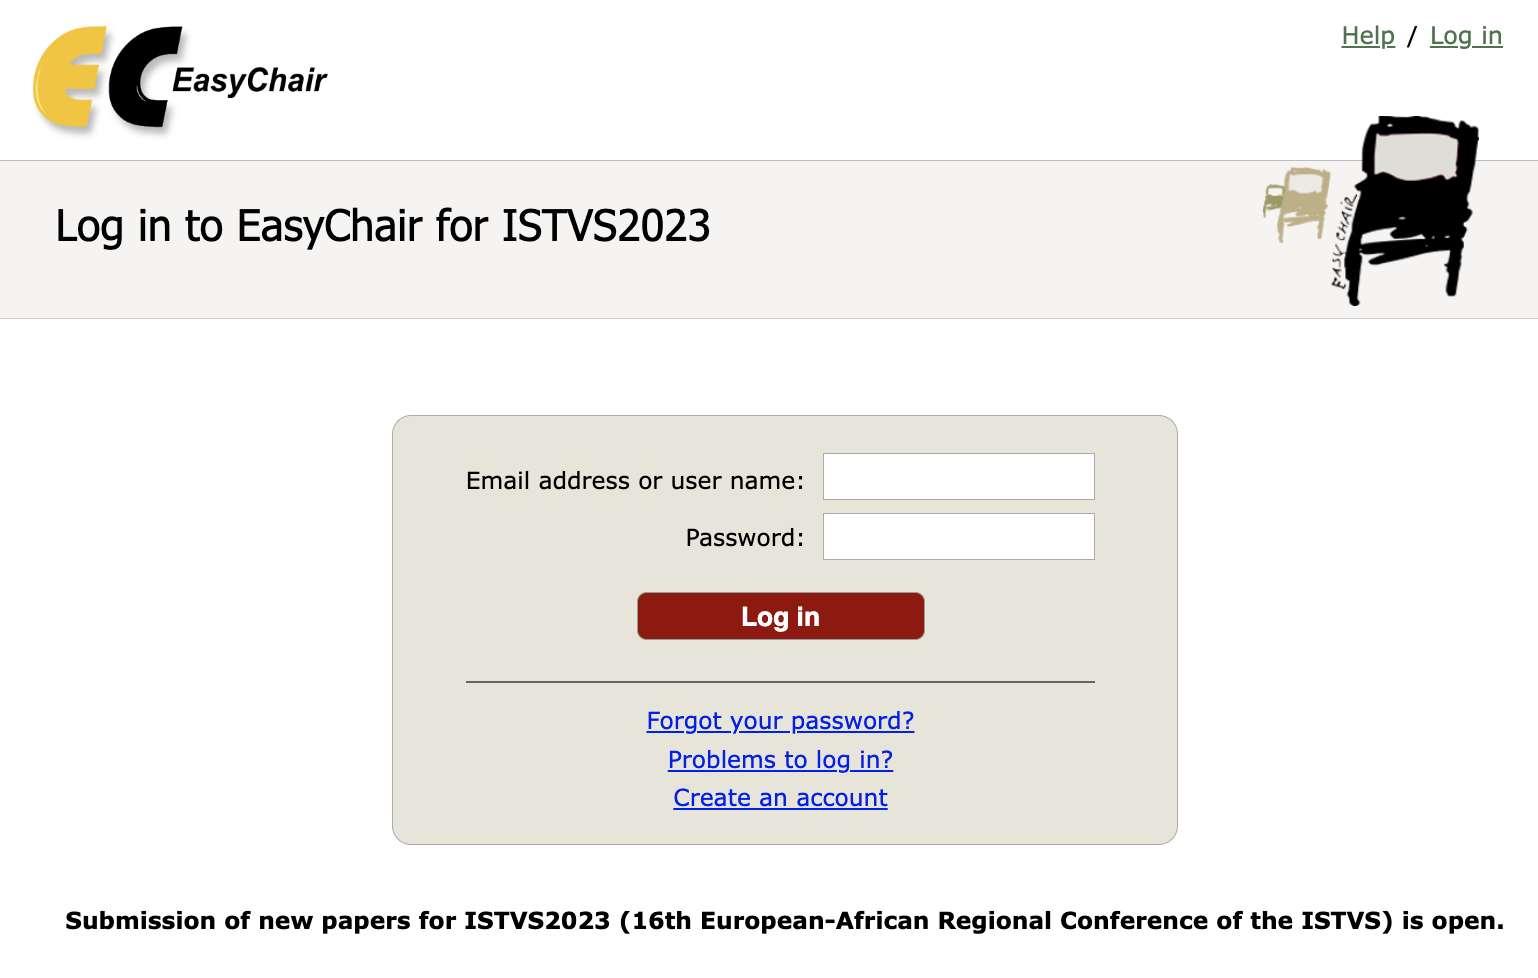 EC EasyChair
Help / Log in
EASY CHAIR
Log in to EasyChair for ISTVS2023
Email address or user name:
Password:
Log in
Forgot your password?
Problems to log in?
Create an account
Submission of new papers for ISTVS2023 (16th European-African Regional Conference of the ISTVS) is open.